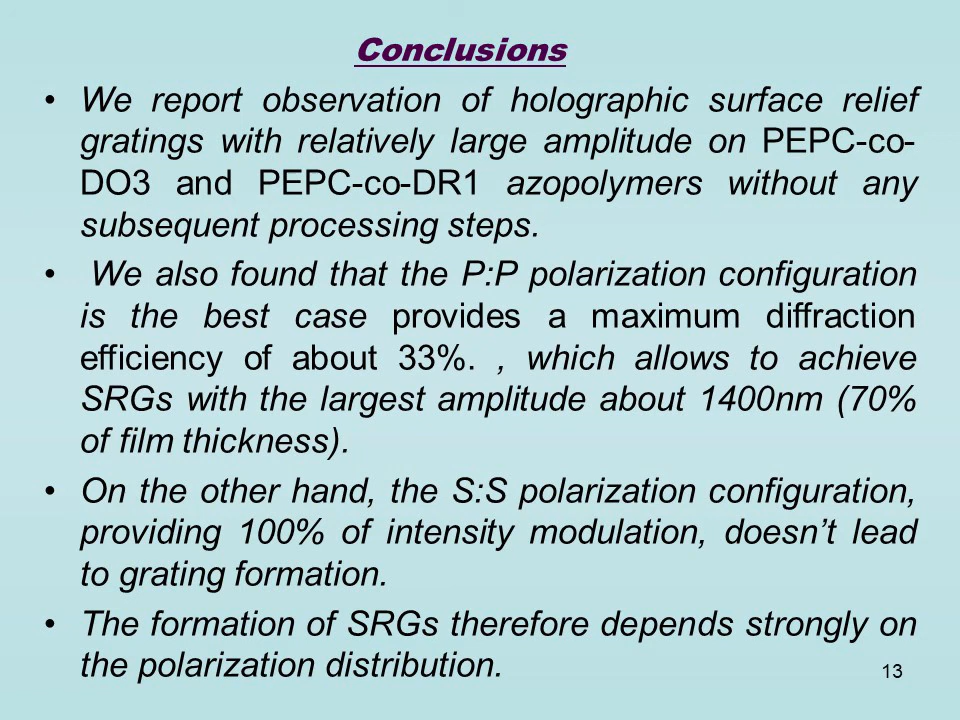 Conclusions
• We report observation of holographic surface relief
gratings with relatively large amplitude on PEPC-co-
DO3 and PEPC-co-DR1 azopolymers without any
subsequent processing steps.
• We also found that the P:P polarization configuration
is the best case provides a maximum diffraction
efficiency of about 33%. , which allows to achieve
SRGs with the largest amplitude about 1400nm (70%
of film thickness).
• On the other hand, the S:S polarization configuration,
providing 100% of intensity modulation, doesn’t lead
to grating formation.
• The formation of SRGs therefore depends strongly on
the polarization distribution.
13